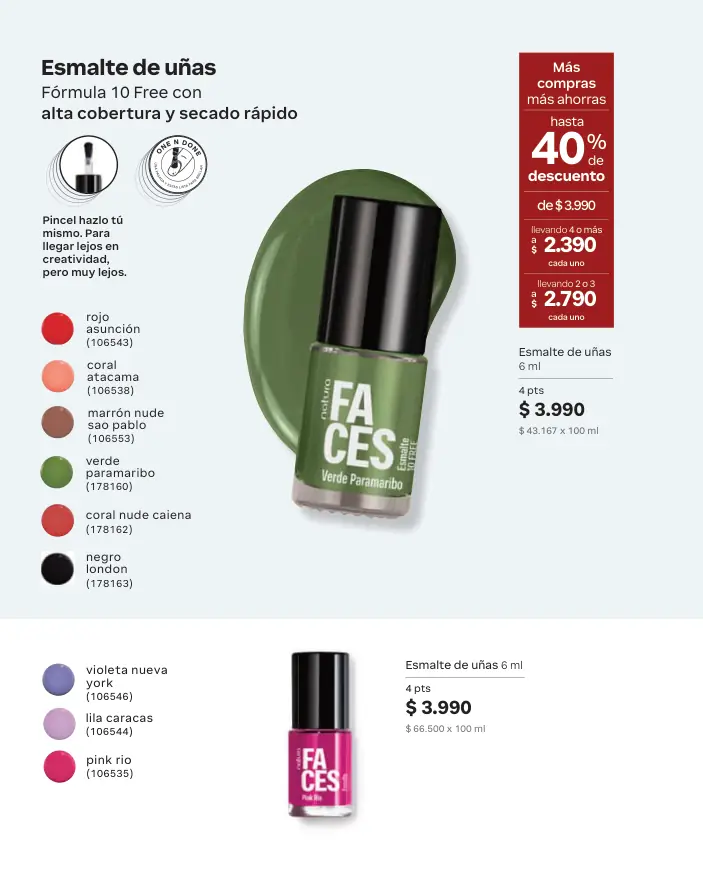 Esmalte de uñas
Fórmula 10 Free con
alta cobertura y secado rápido
ONE N DONE
Pincel hazlo tú
mismo. Para
llegar lejos en
creatividad,
pero muy lejos.
rojo
asunción
(106543)
coral
atacama
(106538)
marrón nude
sao pablo
(106553)
verde
paramaribo
(178160)
coral nude caiena
(178162)
negro
london
(178163)
natura
FA
CES
Esmalte
10 FREE
Verde Paramaribo
Más
compras
más ahorras
hasta
40%
de
descuento
de $ 3.990
llevando 4 o más
a
$ 2.390
cada uno
llevando 2 o 3
a
$ 2.790
cada uno
Esmalte de uñas
6 ml
4 pts
$ 3.990
$ 43.167 x 100 ml
violeta nueva
york
(106546)
lila caracas
(106544)
pink rio
(106535)
natura
FA
CES
Pink Rio
Esmalte de uñas 6 ml
4 pts
$ 3.990
$ 66.500 x 100 ml